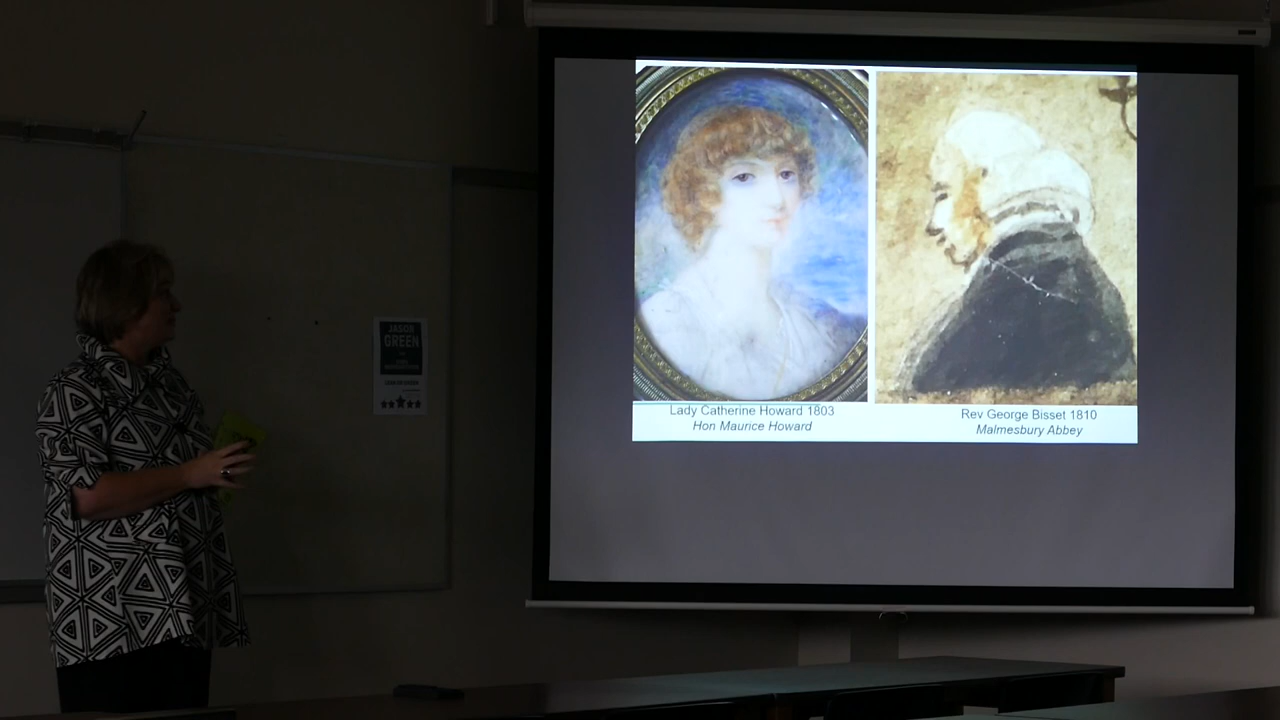 JASON
GREEN
Lady Catherine Howard 1803
Hon Maurice Howard
Rev George Bisset 1810
Malmesbury Abbey